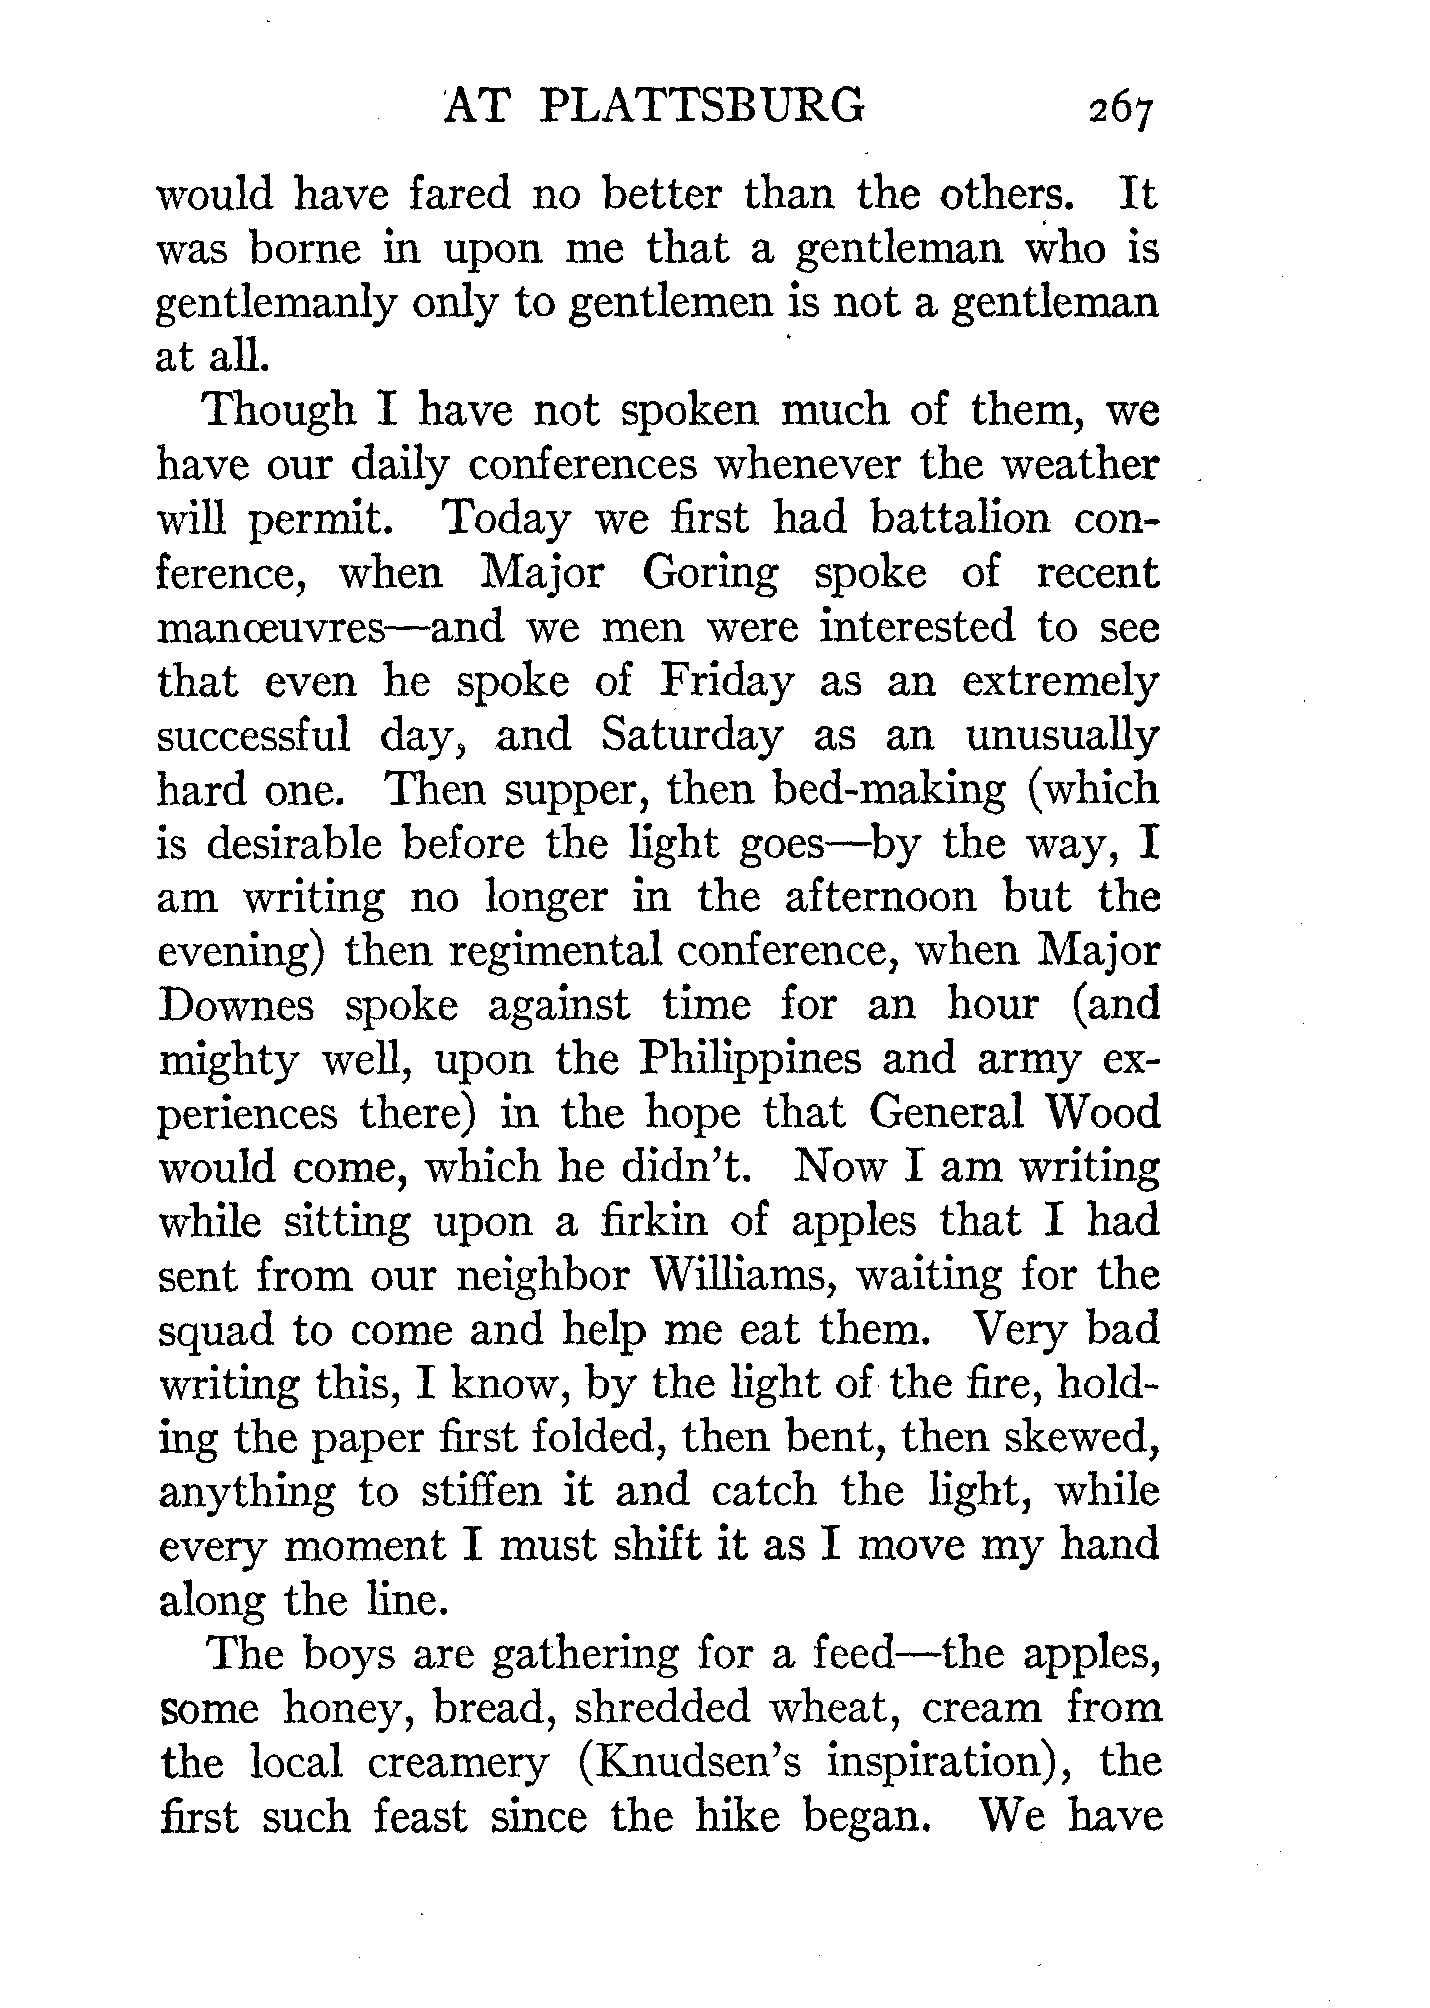 AT PLATTSBURG 267
would have fared no better than the others. It
was borne in upon me that a gentleman who is
gentlemanly only to gentlemen is not a gentleman
at all.
Though I have not spoken much of them, we
have our daily conferences whenever the weather
will permit. Today we first had battalion con-
ference, when Major Goring spoke of recent
manœuvres—and we men were interested to see
that even he spoke of Friday as an extremely
successful day, and Saturday as an unusually
hard one. Then supper, then bed-making (which
is desirable before the light goes—by the way, I
am writing no longer in the afternoon but the
evening) then regimental conference, when Major
Downes spoke against time for an hour (and
mighty well, upon the Philippines and army ex-
periences there) in the hope that General Wood
would come, which he didn't. Now I am writing
while sitting upon a firkin of apples that I had
sent from our neighbor Williams, waiting for the
squad to come and help me eat them. Very bad
writing this, I know, by the light of the fire, hold-
ing the paper first folded, then bent, then skewed,
anything to stiffen it and catch the light, while
every moment I must shift it as I move my hand
along the line.
The boys are gathering for a feed—the apples,
some honey, bread, shredded wheat, cream from
the local creamery (Knudsen's inspiration), the
first such feast since the hike began. We have